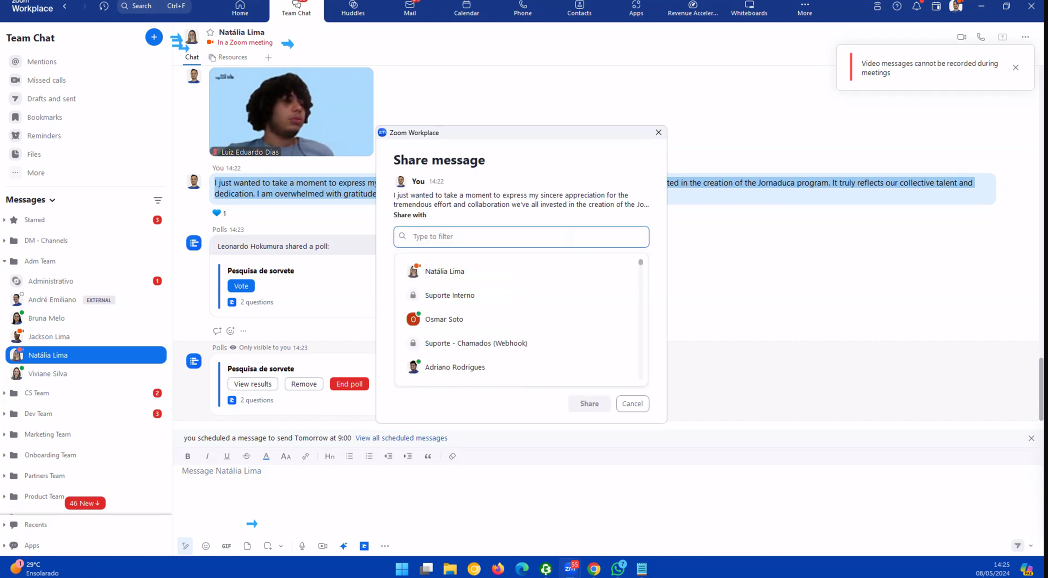 Zoom
Workplace
Search Ctrl+F
Home
Team Chat
Huddles
Mail
Calendar
Phone
Contacts
Apps
Revenue Acceler...
Whiteboards
More
Team Chat
Mentions
Missed calls
Drafts and sent
Bookmarks
Reminders
Files
More
Messages
Starred 3
DM - Channels
Adm Team
Administrativo 1
André Emiliano EXTERNAL
Bruna Melo
Jackson Lima
Natália Lima
Viviane Silva
CS Team 2
Dev Team 3
Marketing Team
Onboarding Team
Partners Team
Product Team
46 New
Recents
Apps
Natália Lima
In a Zoom meeting
Chat Resources
Luiz Eduardo Dias
You 14:22
I just wanted to take a moment to express my
ted in the creation of the Jornaduca program. It truly reflects our collective talent and
dedication. I am overwhelmed with gratitude
1
Polls 14:23
Leonardo Hokumura shared a poll:
Pesquisa de sorvete
Vote
2 questions
Polls Only visible to you 14:23
Pesquisa de sorvete
View results Remove End poll
2 questions
you scheduled a message to send Tomorrow at 9:00 View all scheduled messages
Message Natália Lima
GIF
Video messages cannot be recorded during
meetings
Zoom Workplace
Share message
You 14:22
I just wanted to take a moment to express my sincere appreciation for the
tremendous effort and collaboration we've all invested in the creation of the Jo...
Share with
Type to filter
Natália Lima
Suporte Interno
Osmar Soto
Suporte - Chamados (Webhook)
Adriano Rodrigues
Share Cancel
29°C
Ensolarado
14:25
08/05/2024